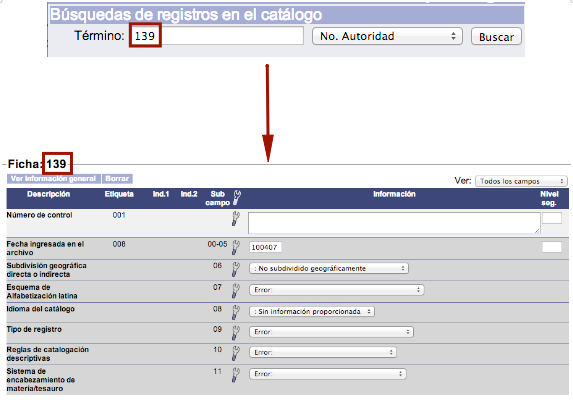 Búsquedas de registros en el catálogo
Término: 139 No. Autoridad Buscar
Ficha: 139
Ver información general Borrar
Ver: Todos los campos
Descripción Etiqueta Ind.1 Ind.2 Sub campo Información Nivel seg.
Número de control 001
Fecha ingresada en el archivo 008 00-05 100407
Subdivisión geográfica directa o indirecta 06 : No subdividido geográficamente
Esquema de Alfabetización latina 07 Error:
Idioma del catálogo 08 : Sin información proporcionada
Tipo de registro 09 Error:
Reglas de catalogación descriptivas 10 Error:
Sistema de encabezamiento de materia/tesauro 11 Error: